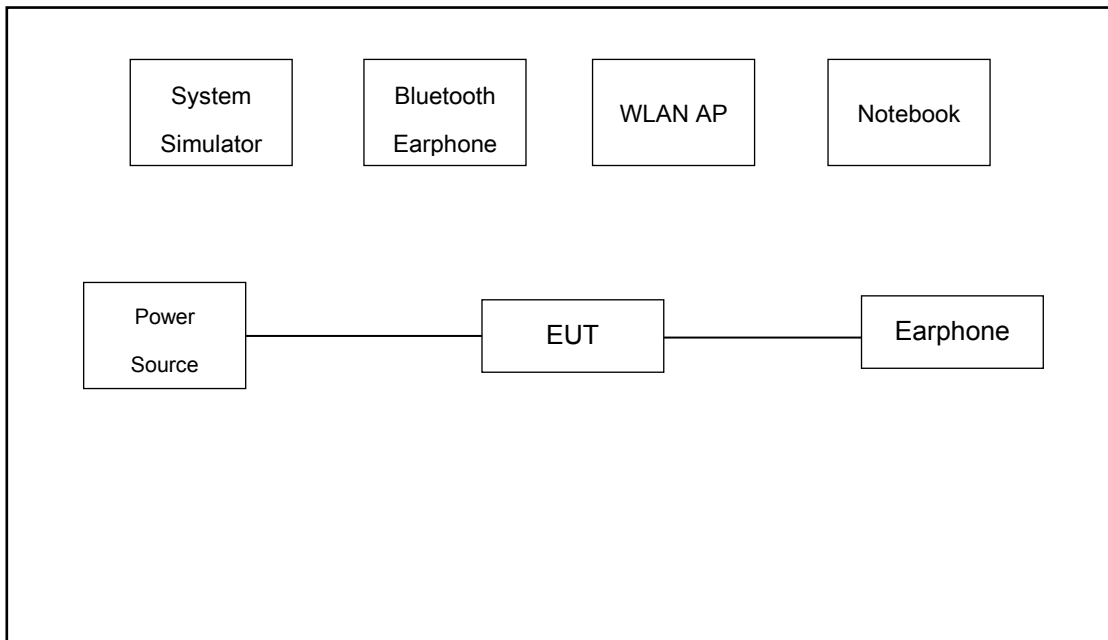 System
Simulator
Bluetooth
Earphone
WLAN AP
Notebook
Power
Source
EUT
Earphone